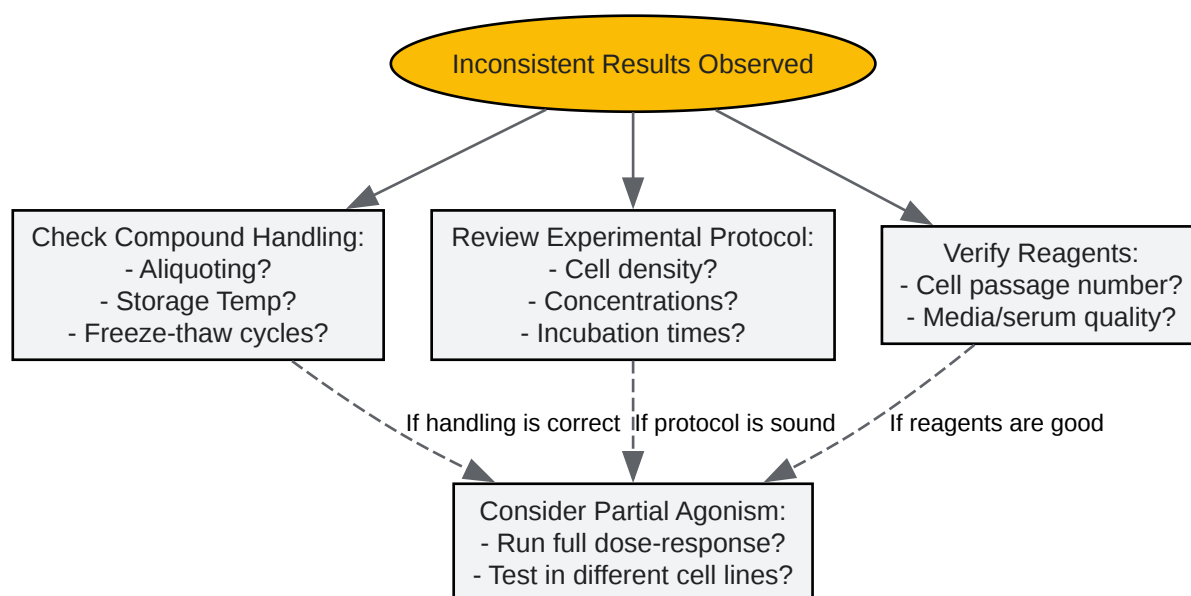 Inconsistent Results Observed
Check Compound Handling:
- Aliquoting?
- Storage Temp?
- Freeze-thaw cycles?
Review Experimental Protocol:
- Cell density?
- Concentrations?
- Incubation times?
Verify Reagents:
- Cell passage number?
- Media/serum quality?
If handling is correct
If protocol is sound
If reagents are good
Consider Partial Agonism:
- Run full dose-response?
- Test in different cell lines?